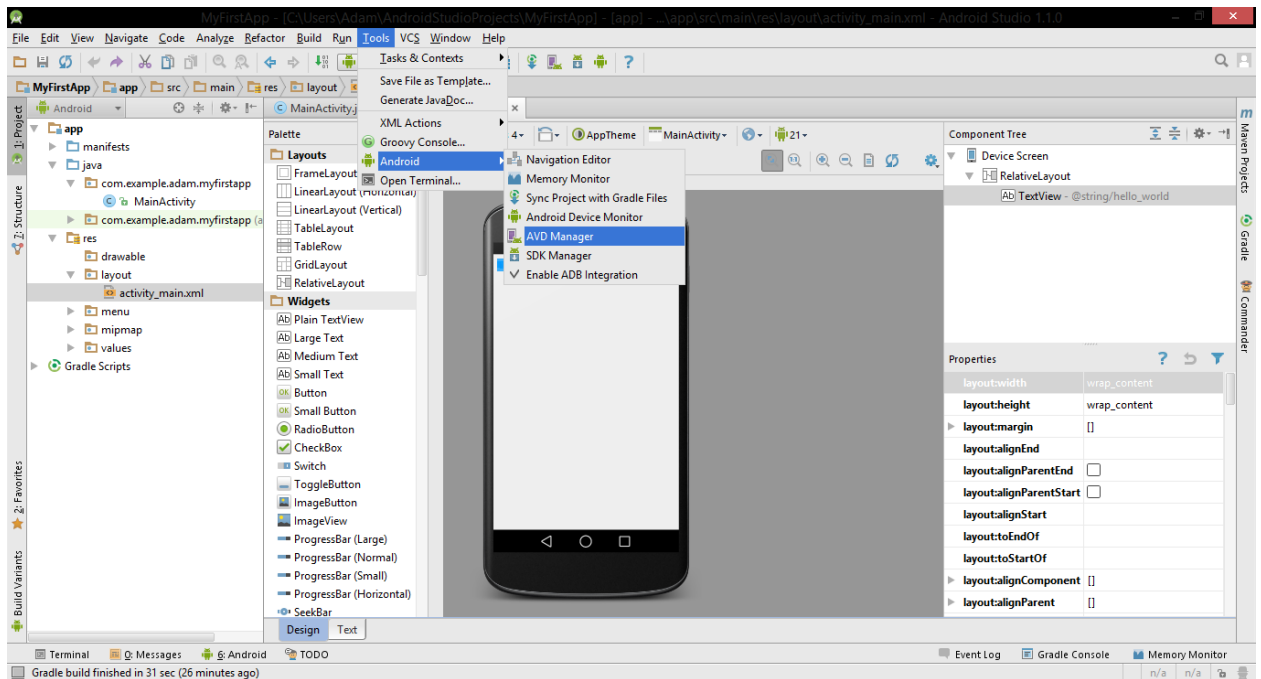 MyFirstApp - [C:\Users\Adam\AndroidStudioProjects\MyFirstApp] - [app] - ...\app\src\main\res\layout\activity_main.xml - Android Studio 1.1.0
File Edit View Navigate Code Analyze Refactor Build Run Tools VCS Window Help
MyFirstApp app src main res layout
Tasks & Contexts
Save File as Template...
Generate JavaDoc...
XML Actions
Groovy Console...
Android
Open Terminal...
Navigation Editor
Memory Monitor
Sync Project with Gradle Files
Android Device Monitor
AVD Manager
SDK Manager
Enable ADB Integration
1: Project
Z: Structure
2: Favorites
Build Variants
Android
app
manifests
java
com.example.adam.myfirstapp
MainActivity
com.example.adam.myfirstapp (a
res
drawable
layout
activity_main.xml
menu
mipmap
values
Gradle Scripts
MainActivity.j
Palette
Layouts
FrameLayout
LinearLayout (Horizontal)
LinearLayout (Vertical)
TableLayout
TableRow
GridLayout
RelativeLayout
Widgets
Plain TextView
Large Text
Medium Text
Small Text
Button
Small Button
RadioButton
CheckBox
Switch
ToggleButton
ImageButton
ImageView
ProgressBar (Large)
ProgressBar (Normal)
ProgressBar (Small)
ProgressBar (Horizontal)
SeekBar
Design Text
4 AppTheme MainActivity 21
Component Tree
Device Screen
RelativeLayout
TextView - @string/hello_world
Properties
layout:width wrap_content
layout:height wrap_content
layout:margin []
layout:alignEnd
layout:alignParentEnd
layout:alignParentStart
layout:alignStart
layout:toEndOf
layout:toStartOf
layout:alignComponent []
layout:alignParent []
Maven Projects
Gradle
Commander
Terminal 0: Messages 6: Android TODO
Event Log Gradle Console Memory Monitor
Gradle build finished in 31 sec (26 minutes ago)
n/a n/a